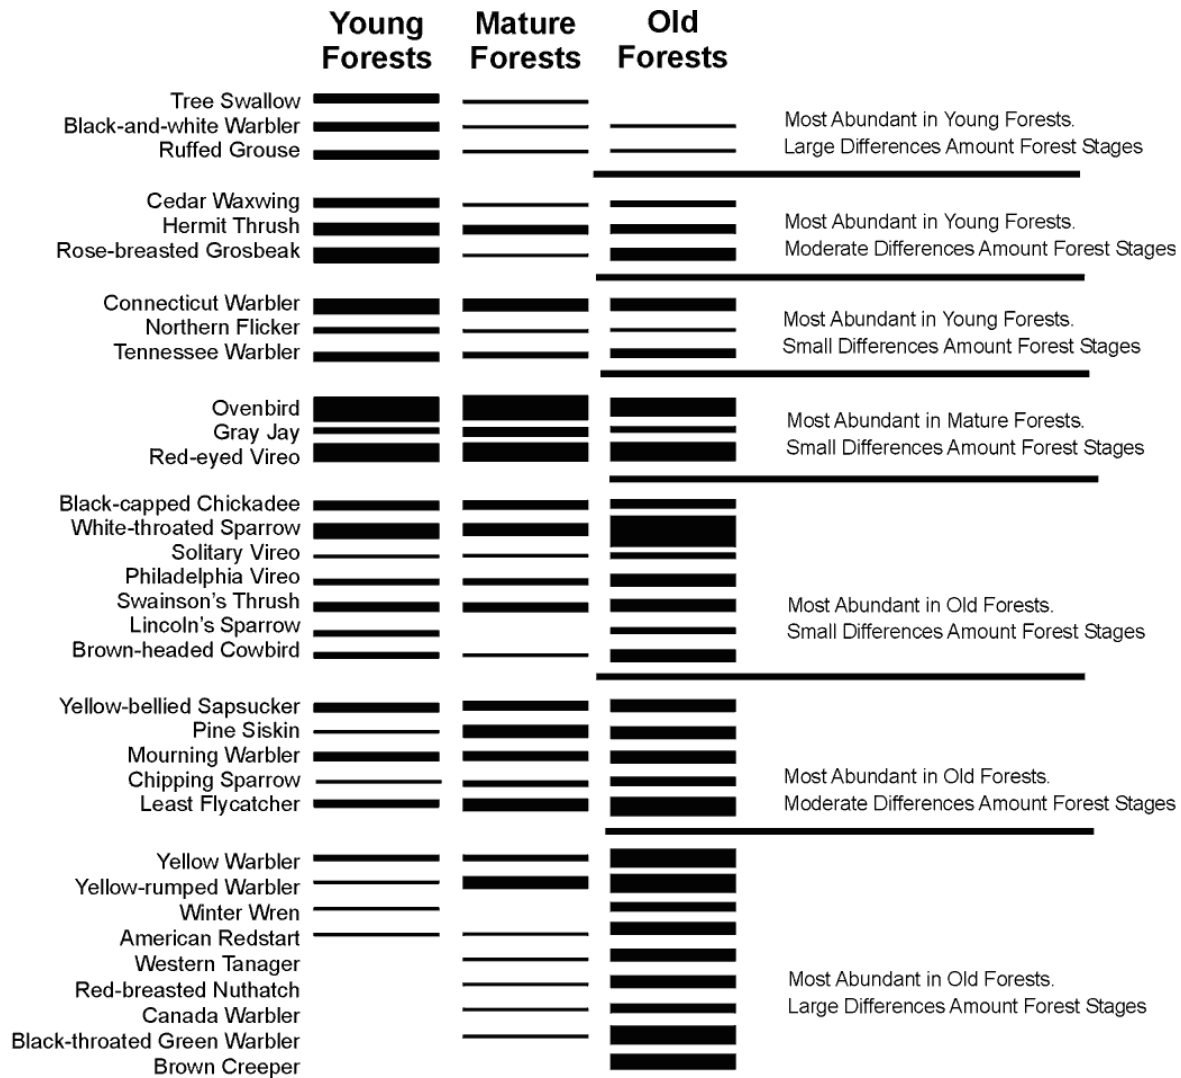 Young
Forests
Mature
Forests
Old
Forests
Tree Swallow
Black-and-white Warbler
Ruffed Grouse
Most Abundant in Young Forests.
Large Differences Amount Forest Stages
Cedar Waxwing
Hermit Thrush
Rose-breasted Grosbeak
Most Abundant in Young Forests.
Moderate Differences Amount Forest Stages
Connecticut Warbler
Northern Flicker
Tennessee Warbler
Most Abundant in Young Forests.
Small Differences Amount Forest Stages
Ovenbird
Gray Jay
Red-eyed Vireo
Most Abundant in Mature Forests.
Small Differences Amount Forest Stages
Black-capped Chickadee
White-throated Sparrow
Solitary Vireo
Philadelphia Vireo
Swainson's Thrush
Lincoln's Sparrow
Brown-headed Cowbird
Most Abundant in Old Forests.
Small Differences Amount Forest Stages
Yellow-bellied Sapsucker
Pine Siskin
Mourning Warbler
Chipping Sparrow
Least Flycatcher
Most Abundant in Old Forests.
Moderate Differences Amount Forest Stages
Yellow Warbler
Yellow-rumped Warbler
Winter Wren
American Redstart
Western Tanager
Red-breasted Nuthatch
Canada Warbler
Black-throated Green Warbler
Brown Creeper
Most Abundant in Old Forests.
Large Differences Amount Forest Stages